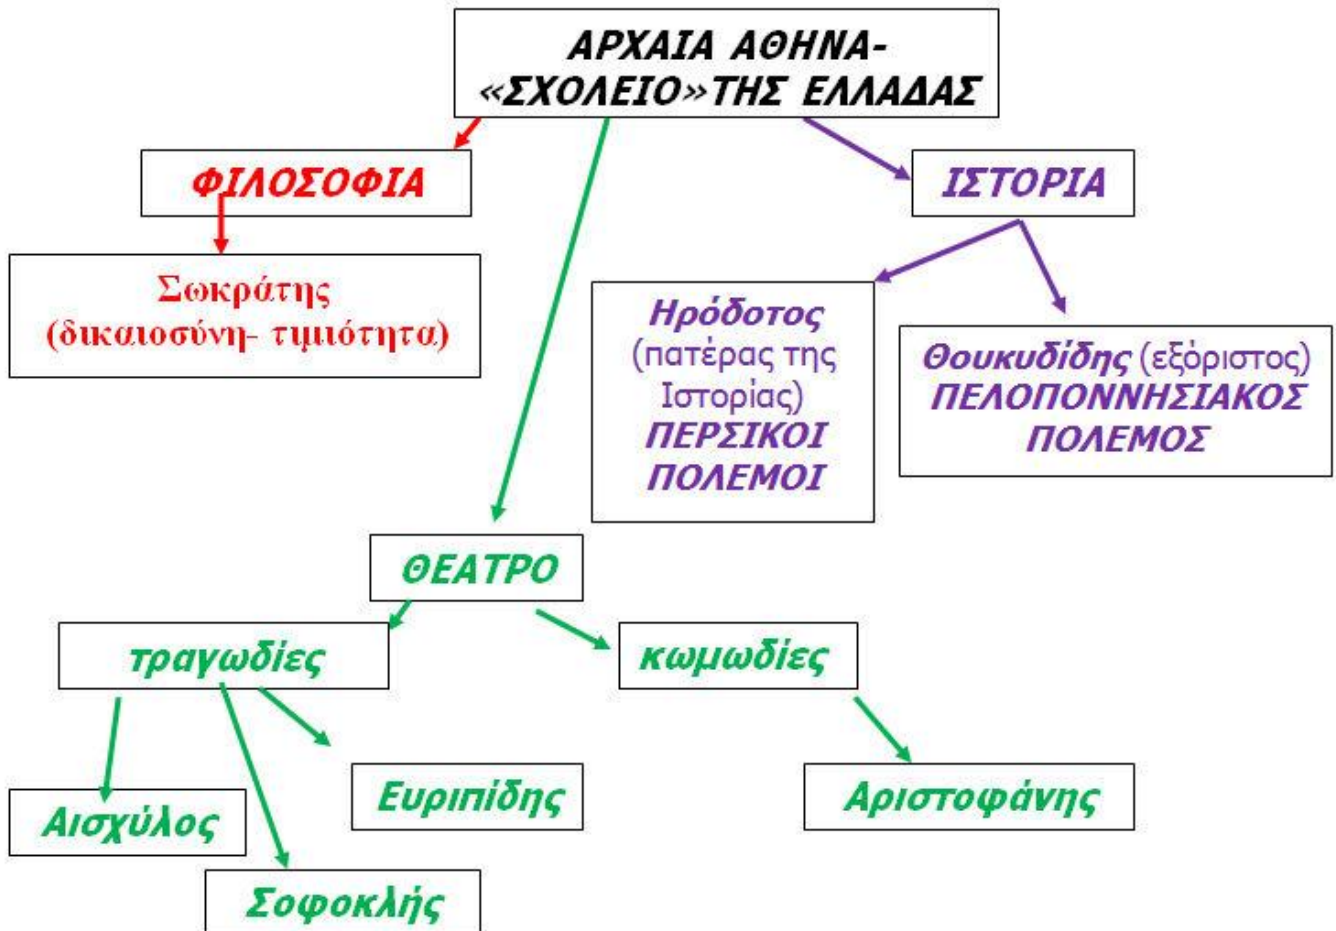 ΑΡΧΑΙΑ ΑΘΗΝΑ-
«ΣΧΟΛΕΙΟ»ΤΗΣ ΕΛΛΑΔΑΣ
ΦΙΛΟΣΟΦΙΑ
ΙΣΤΟΡΙΑ
Σωκράτης
(δικαιοσύνη- τιμιότητα)
Ηρόδοτος
(πατέρας της
Ιστορίας)
ΠΕΡΣΙΚΟΙ
ΠΟΛΕΜΟΙ
Θουκυδίδης (εξόριστος)
ΠΕΛΟΠΟΝΝΗΣΙΑΚΟΣ
ΠΟΛΕΜΟΣ
ΘΕΑΤΡΟ
τραγωδίες
κωμωδίες
Αισχύλος
Ευριπίδης
Αριστοφάνης
Σοφοκλής